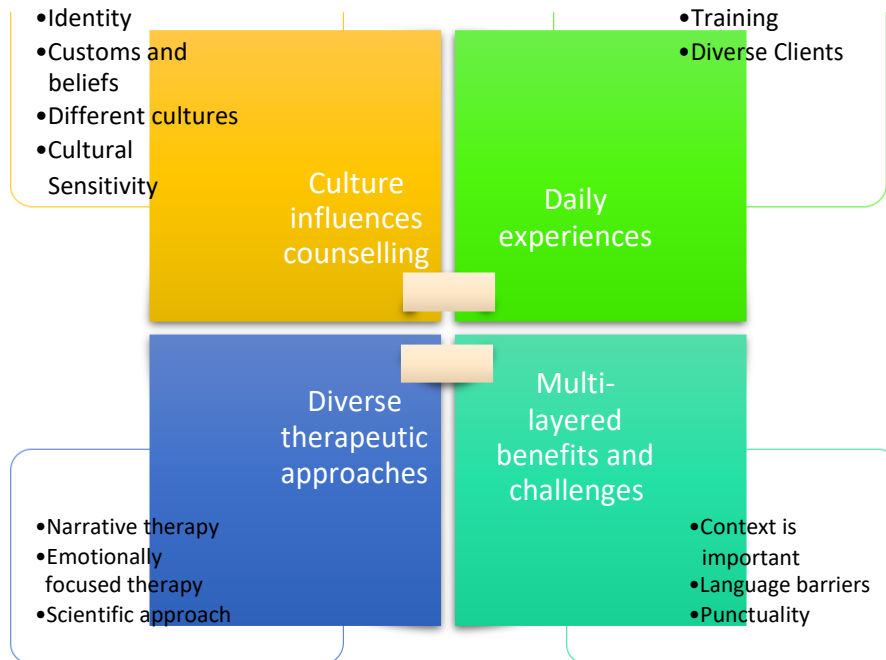 •Identity
•Customs and
beliefs
•Different cultures
•Cultural
Sensitivity
Culture
influences
counselling
•Training
•Diverse Clients
Daily
experiences
Diverse
therapeutic
approaches
•Narrative therapy
•Emotionally
focused therapy
•Scientific approach
Multi-
layered
benefits and
challenges
•Context is
important
•Language barriers
•Punctuality